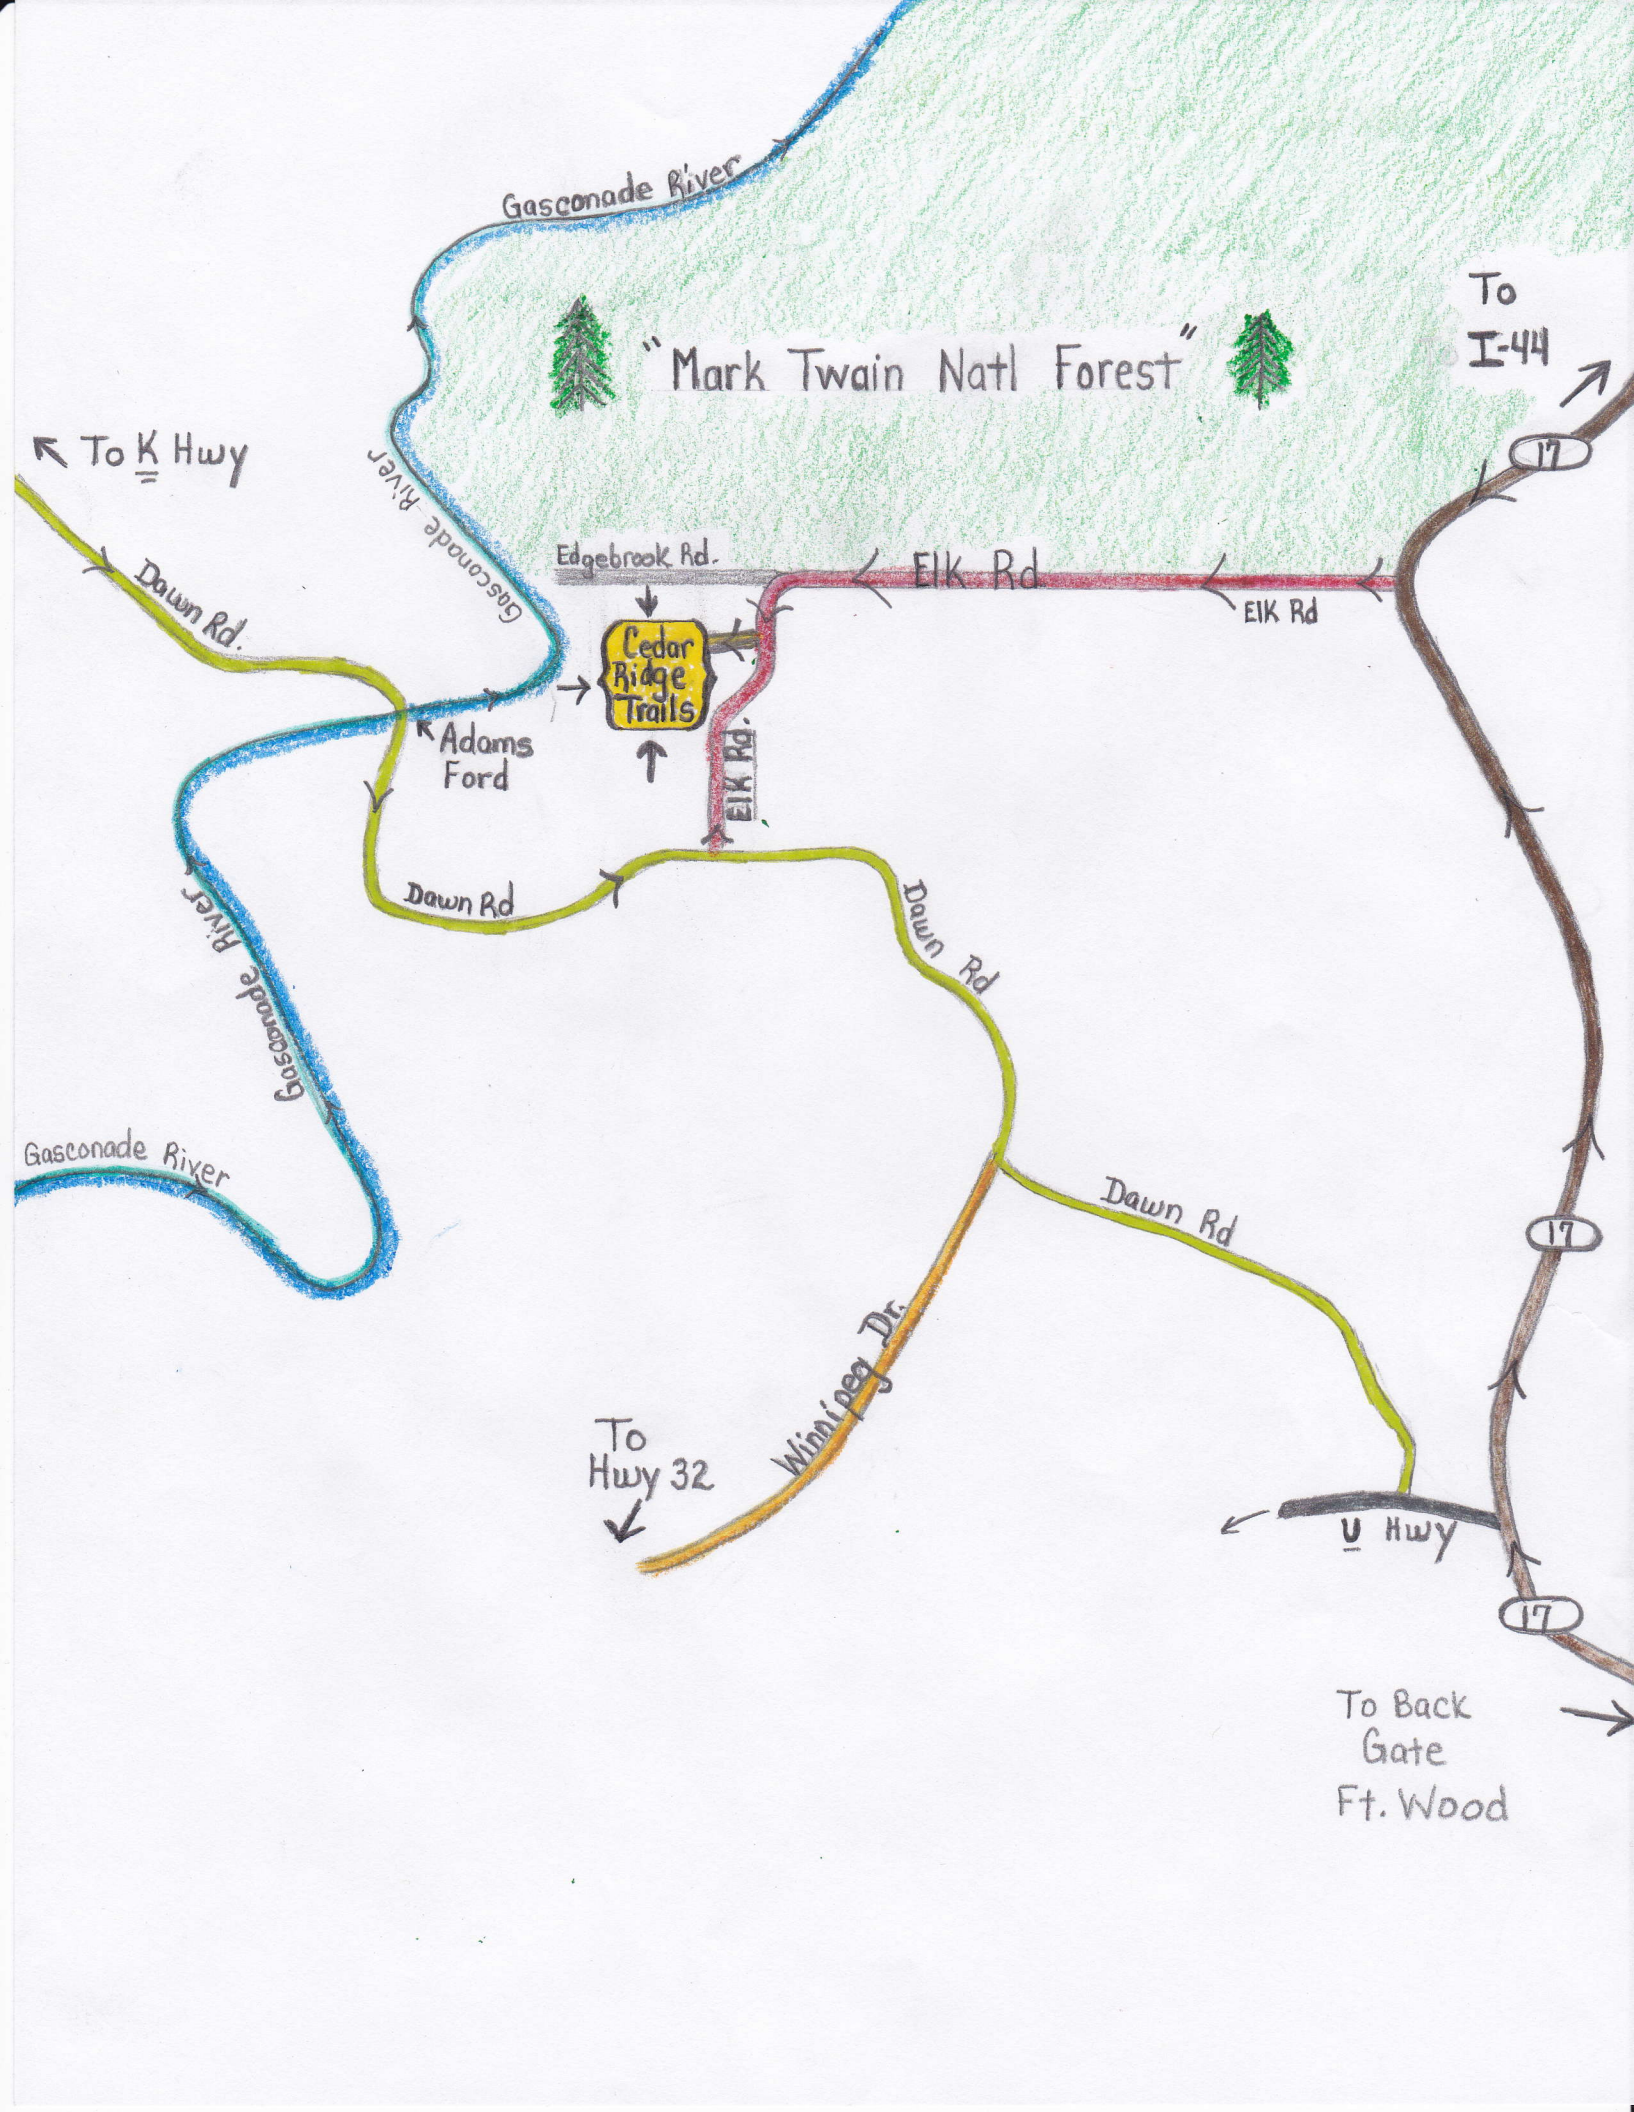 Gasconade River
To
I-44
"Mark Twain Natl Forest"
17
To K Hwy
Gasconade River
Dawn Rd.
Edgebrook Rd.
Elk Rd
Elk Rd
Cedar
Ridge
Trails
Adams
Ford
Elk Rd.
Dawn Rd
Dawn Rd
Gasconade River
Gasconade River
Dawn Rd
17
Winnipeg Dr.
To
Hwy 32
U Hwy
17
To Back
Gate
Ft. Wood